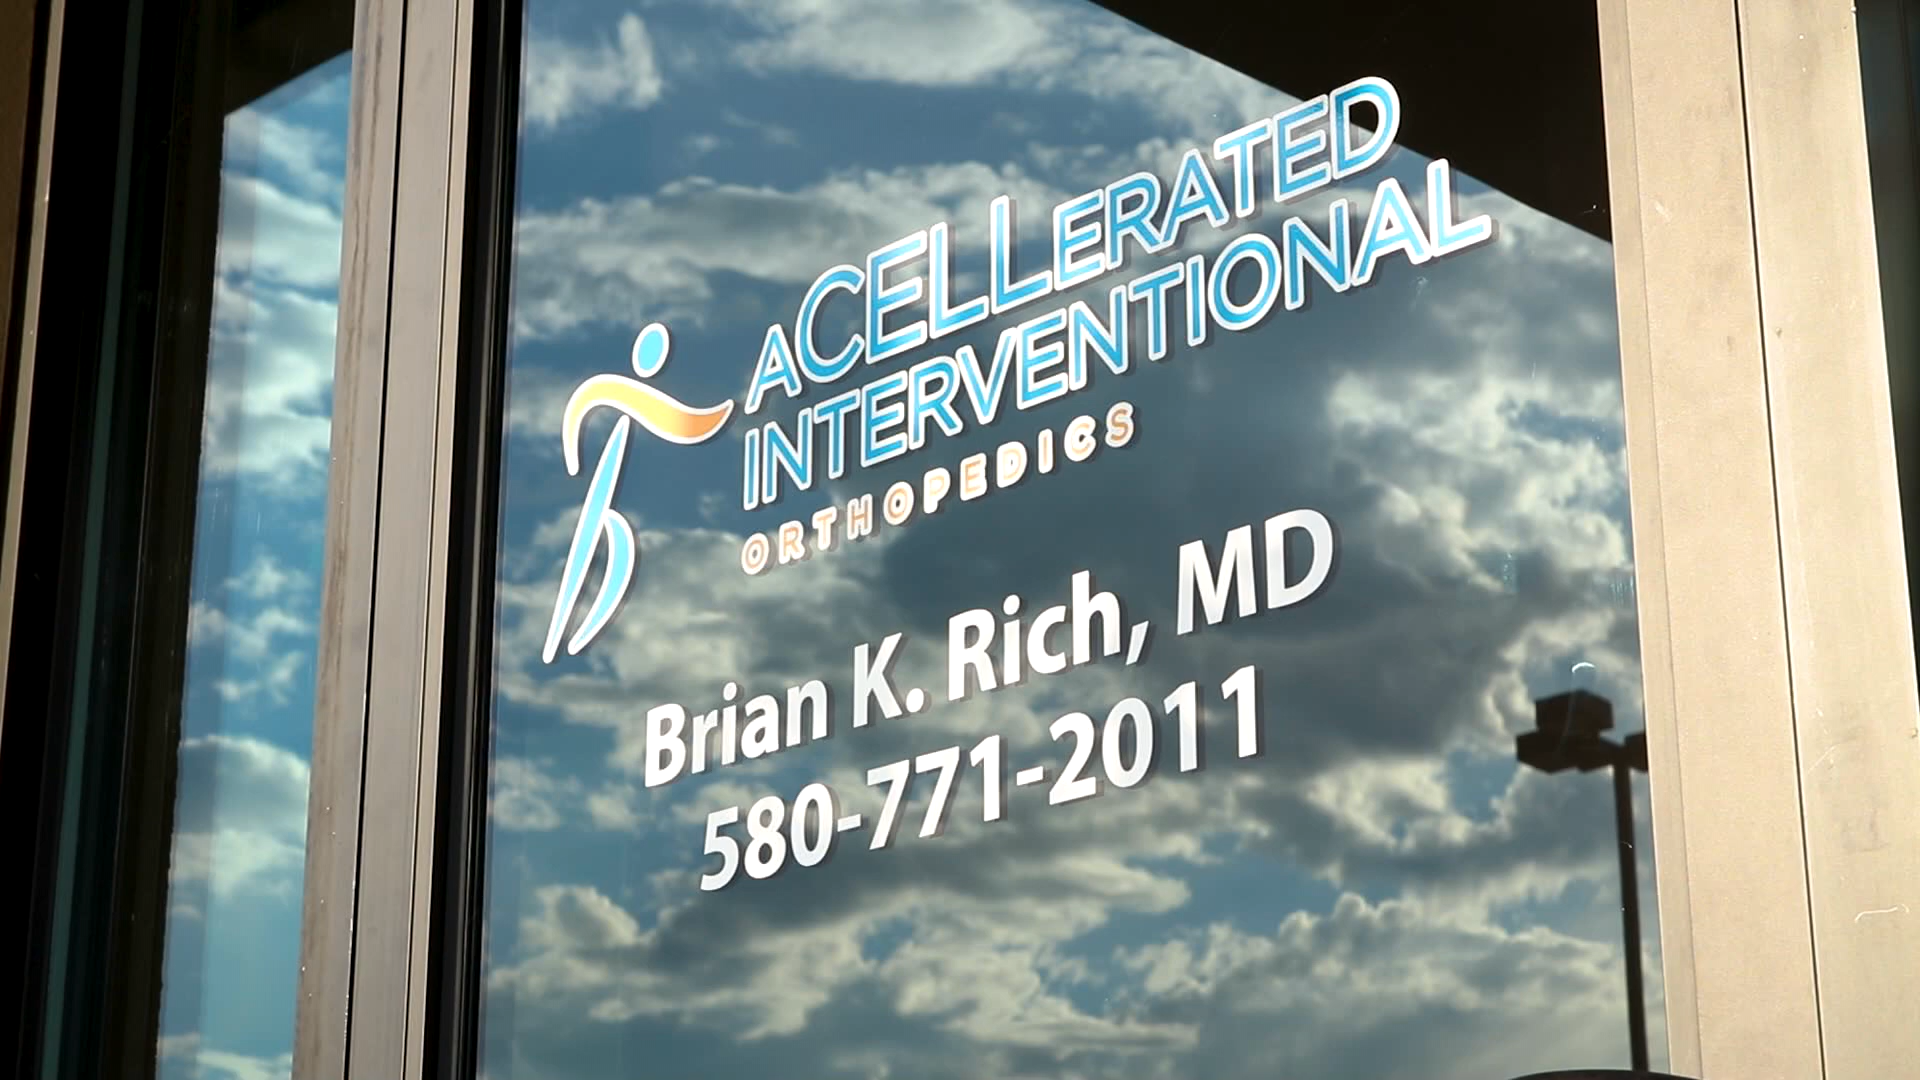 ACELLERATED
INTERVENTIONAL
ORTHOPEDICS
Brian K. Rich, MD
580-771-2011